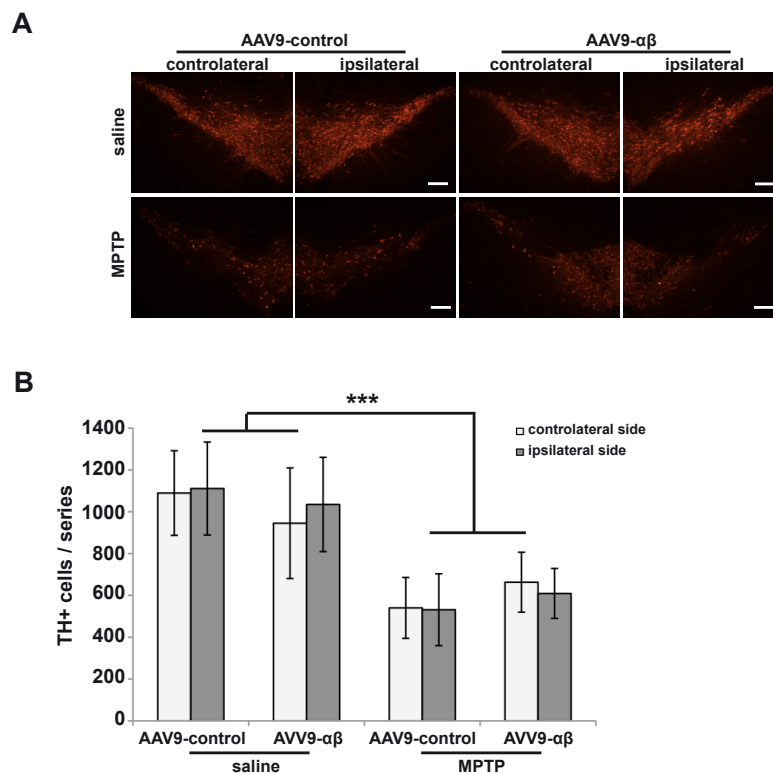 A
AAV9-control AAV9-αβ
controlateral ipsilateral controlateral ipsilateral
saline
MPTP
B
***
controlateral side
ipsilateral side
TH+ cells / series
1400
1200
1000
800
600
400
200
0
AAV9-control AVV9-αβ AAV9-control AVV9-αβ
saline MPTP